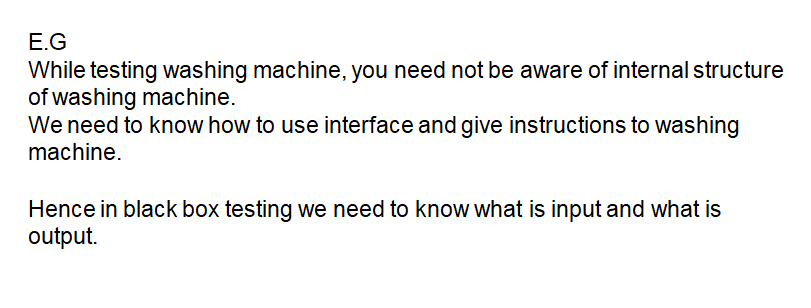 E.G
While testing washing machine, you need not be aware of internal structure
of washing machine.
We need to know how to use interface and give instructions to washing
machine.
Hence in black box testing we need to know what is input and what is
output.